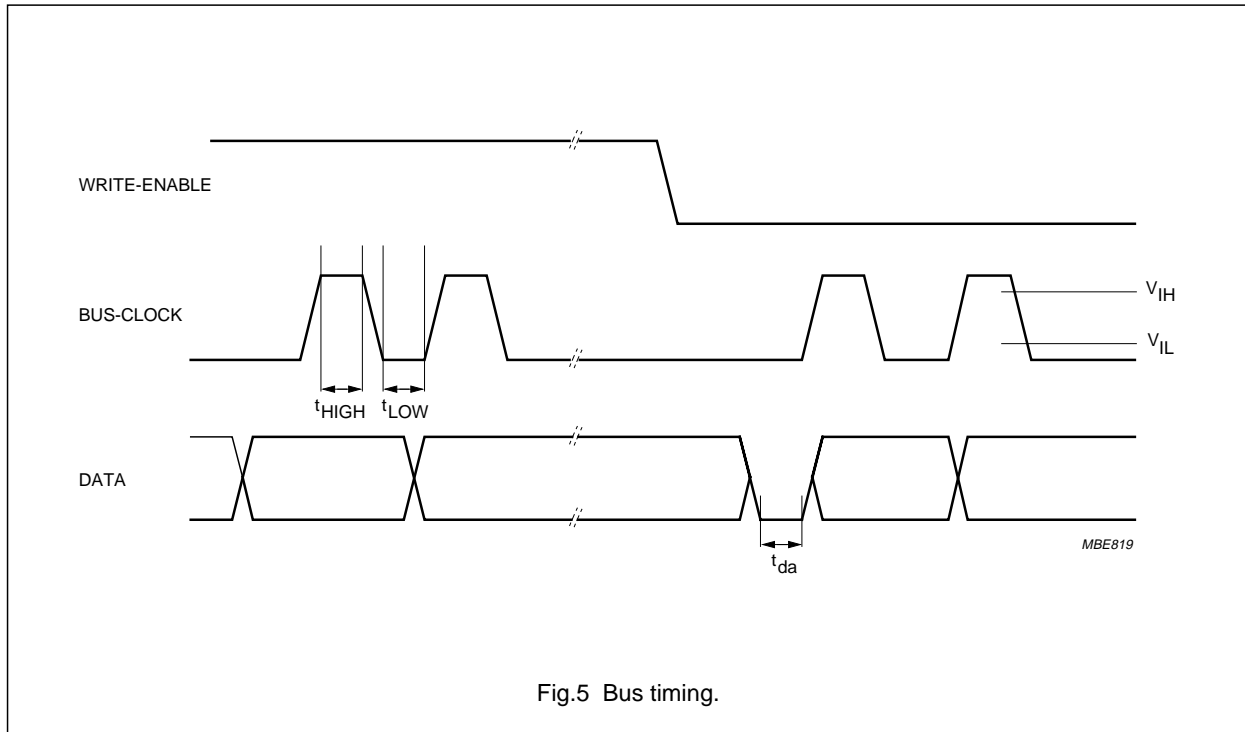 WRITE-ENABLE
BUS-CLOCK
VIH
VIL
tHIGH
tLOW
DATA
tda
MBE819
Fig.5 Bus timing.